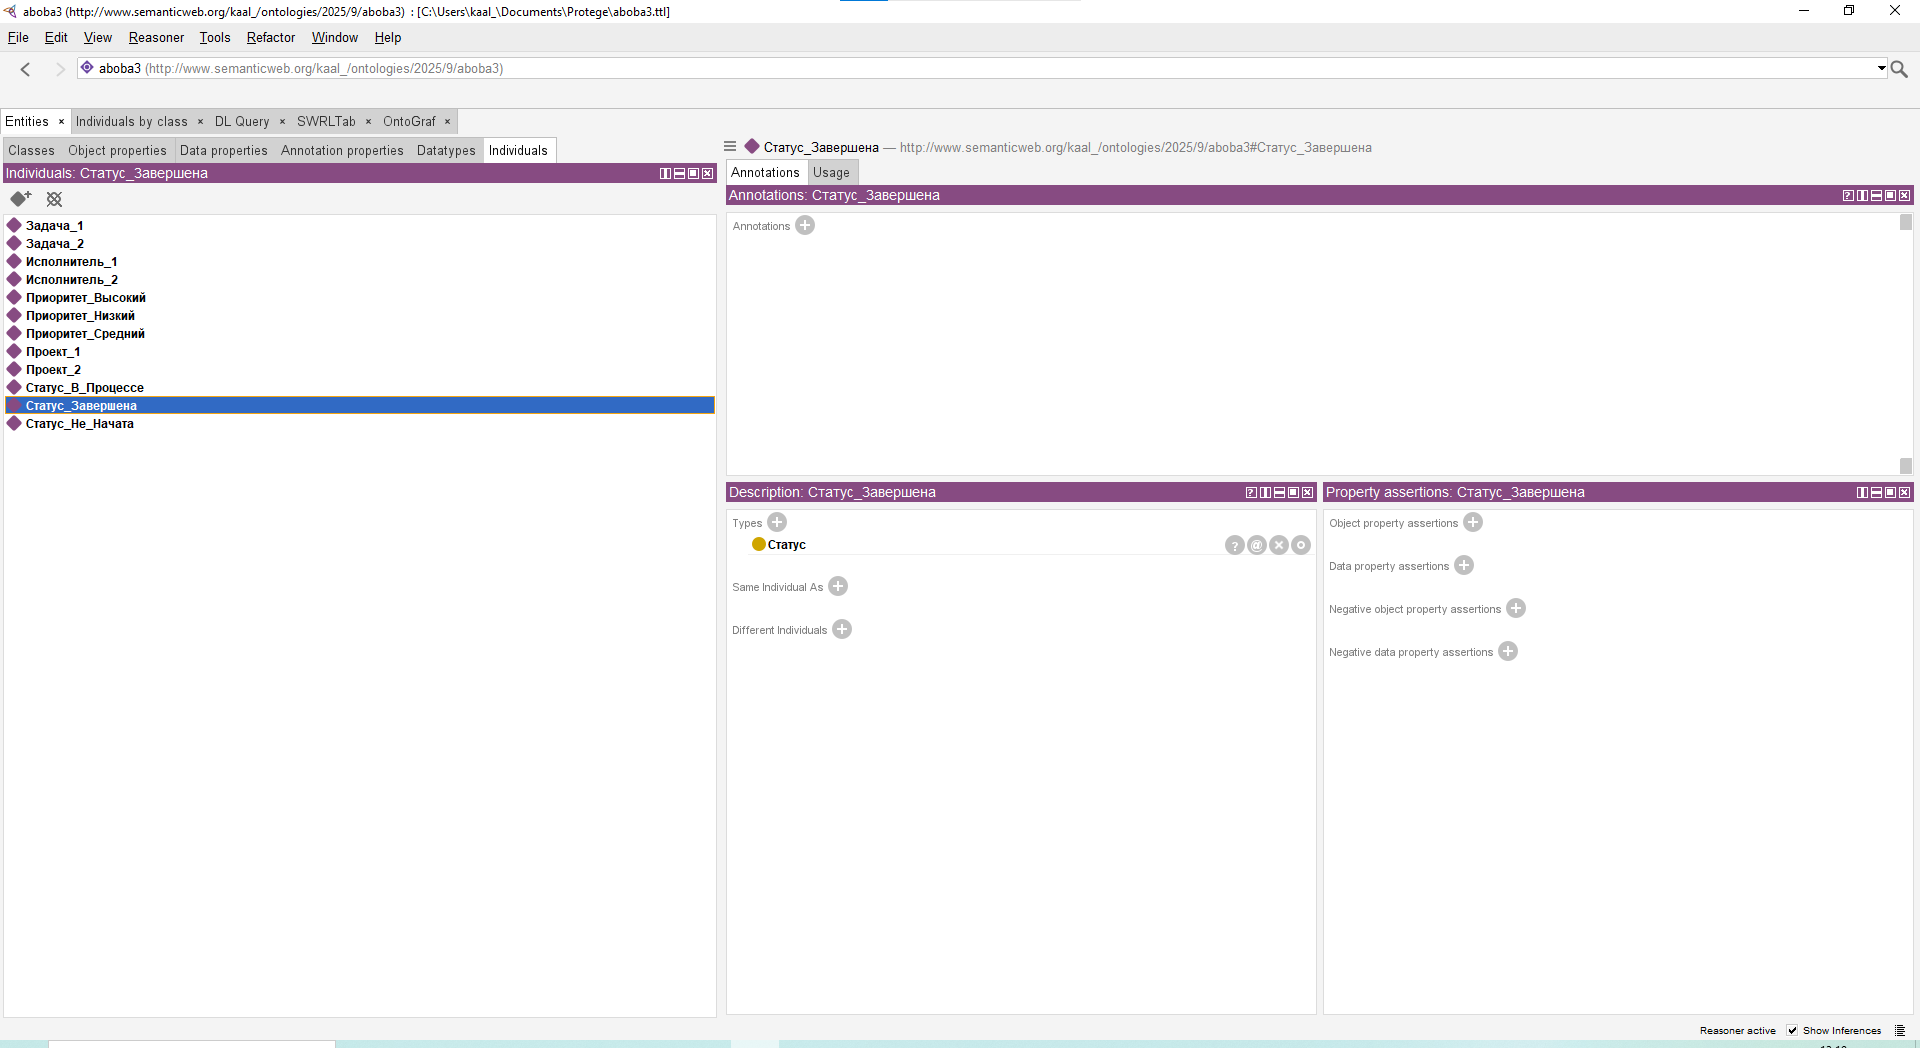 aboba3 (http://www.semanticweb.org/kaal_/ontologies/2025/9/aboba3) : [C:\Users\kaal_\Documents\Protege\aboba3.ttl]
File Edit View Reasoner Tools Refactor Window Help
aboba3 (http://www.semanticweb.org/kaal_/ontologies/2025/9/aboba3)
Entities × Individuals by class × DL Query × SWRLTab × OntoGraf ×
Classes Object properties Data properties Annotation properties Datatypes Individuals
Individuals: Статус_Завершена
Задача_1
Задача_2
Исполнитель_1
Исполнитель_2
Приоритет_Высокий
Приоритет_Низкий
Приоритет_Средний
Проект_1
Проект_2
Статус_В_Процессе
Статус_Завершена
Статус_Не_Начата
Статус_Завершена — http://www.semanticweb.org/kaal_/ontologies/2025/9/aboba3#Статус_Завершена
Annotations Usage
Annotations: Статус_Завершена
Annotations
Description: Статус_Завершена
Types
Статус
Same Individual As
Different Individuals
Property assertions: Статус_Завершена
Object property assertions
Data property assertions
Negative object property assertions
Negative data property assertions
Reasoner active Show Inferences